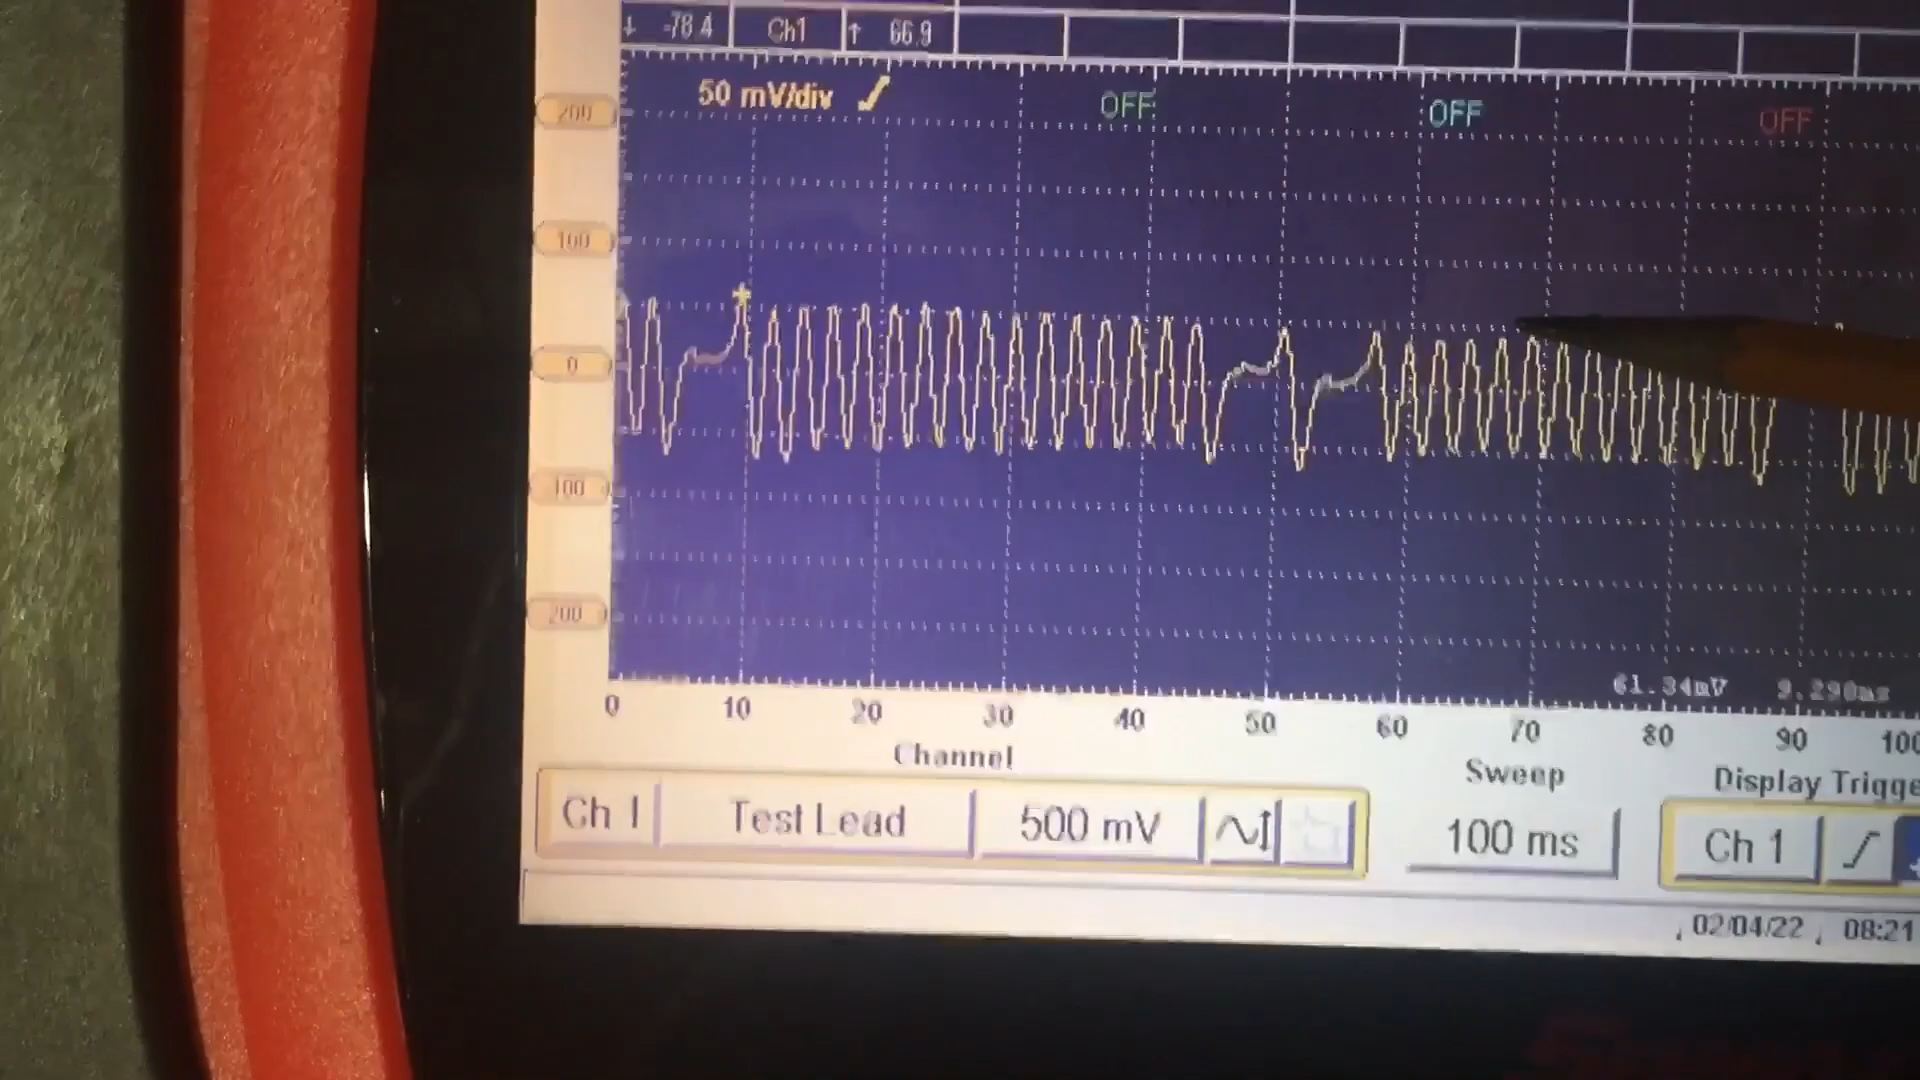 ↓ -78.4 Ch1 ↑ 66.9
50 mV/div OFF OFF OFF
200
100
0
100
200
61.34mV 9.290ms
0 10 20 30 40 50 60 70 80 90 100
Channel Sweep Display Trigge
Ch 1 Test Lead 500 mV 100 ms Ch 1
02/04/22 08:21